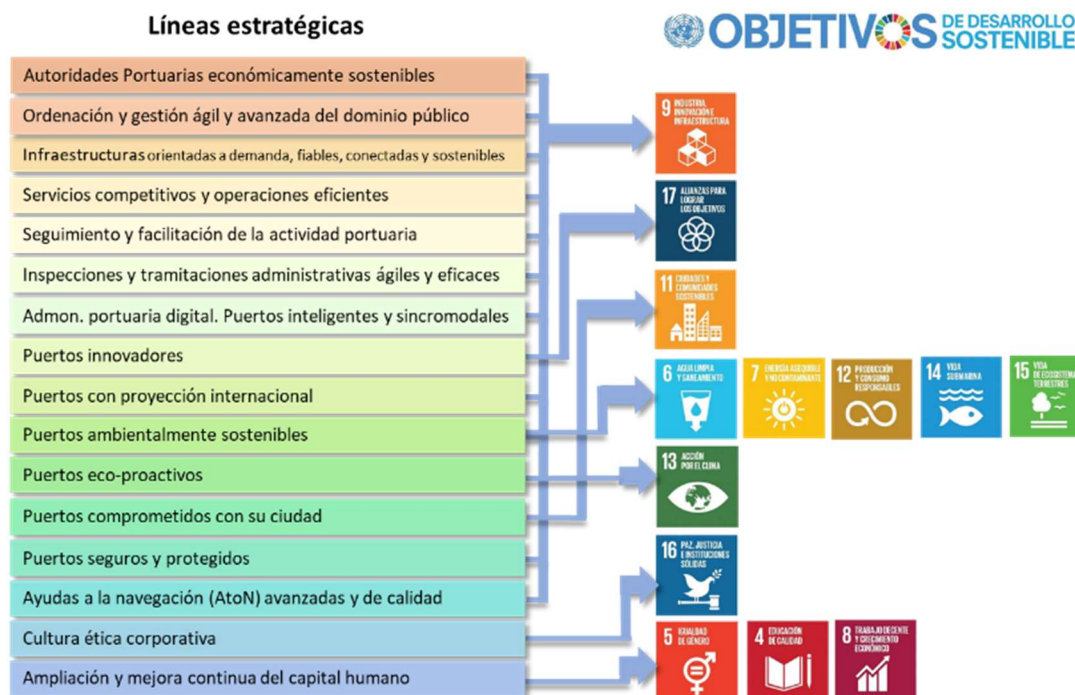 Líneas estratégicas
OBJETIVOS
DE DESARROLLO
SOSTENIBLE
Autoridades Portuarias económicamente sostenibles
Ordenación y gestión ágil y avanzada del dominio público
Infraestructuras orientadas a demanda, fiables, conectadas y sostenibles
Servicios competitivos y operaciones eficientes
Seguimiento y facilitación de la actividad portuaria
Inspecciones y tramitaciones administrativas ágiles y eficaces
Admon. portuaria digital. Puertos inteligentes y sincromodales
Puertos innovadores
Puertos con proyección internacional
Puertos ambientalmente sostenibles
Puertos eco-proactivos
Puertos comprometidos con su ciudad
Puertos seguros y protegidos
Ayudas a la navegación (AtoN) avanzadas y de calidad
Cultura ética corporativa
Ampliación y mejora continua del capital humano
9 INDUSTRIA,
INNOVACIÓN E
INFRAESTRUCTURA
17 ALIANZAS PARA
LOGRAR
LOS OBJETIVOS
11 CIUDADES Y
COMUNIDADES
SOSTENIBLES
6 AGUA LIMPIA
Y SANEAMIENTO
7 ENERGÍA ASEQUIBLE
Y NO CONTAMINANTE
12 PRODUCCIÓN
Y CONSUMO
RESPONSABLES
14 VIDA
SUBMARINA
15 VIDA
DE ECOSISTEMAS
TERRESTRES
13 ACCIÓN
POR EL CLIMA
16 PAZ, JUSTICIA
E INSTITUCIONES
SÓLIDAS
5 IGUALDAD
DE GÉNERO
4 EDUCACIÓN
DE CALIDAD
8 TRABAJO DECENTE
Y CRECIMIENTO
ECONÓMICO